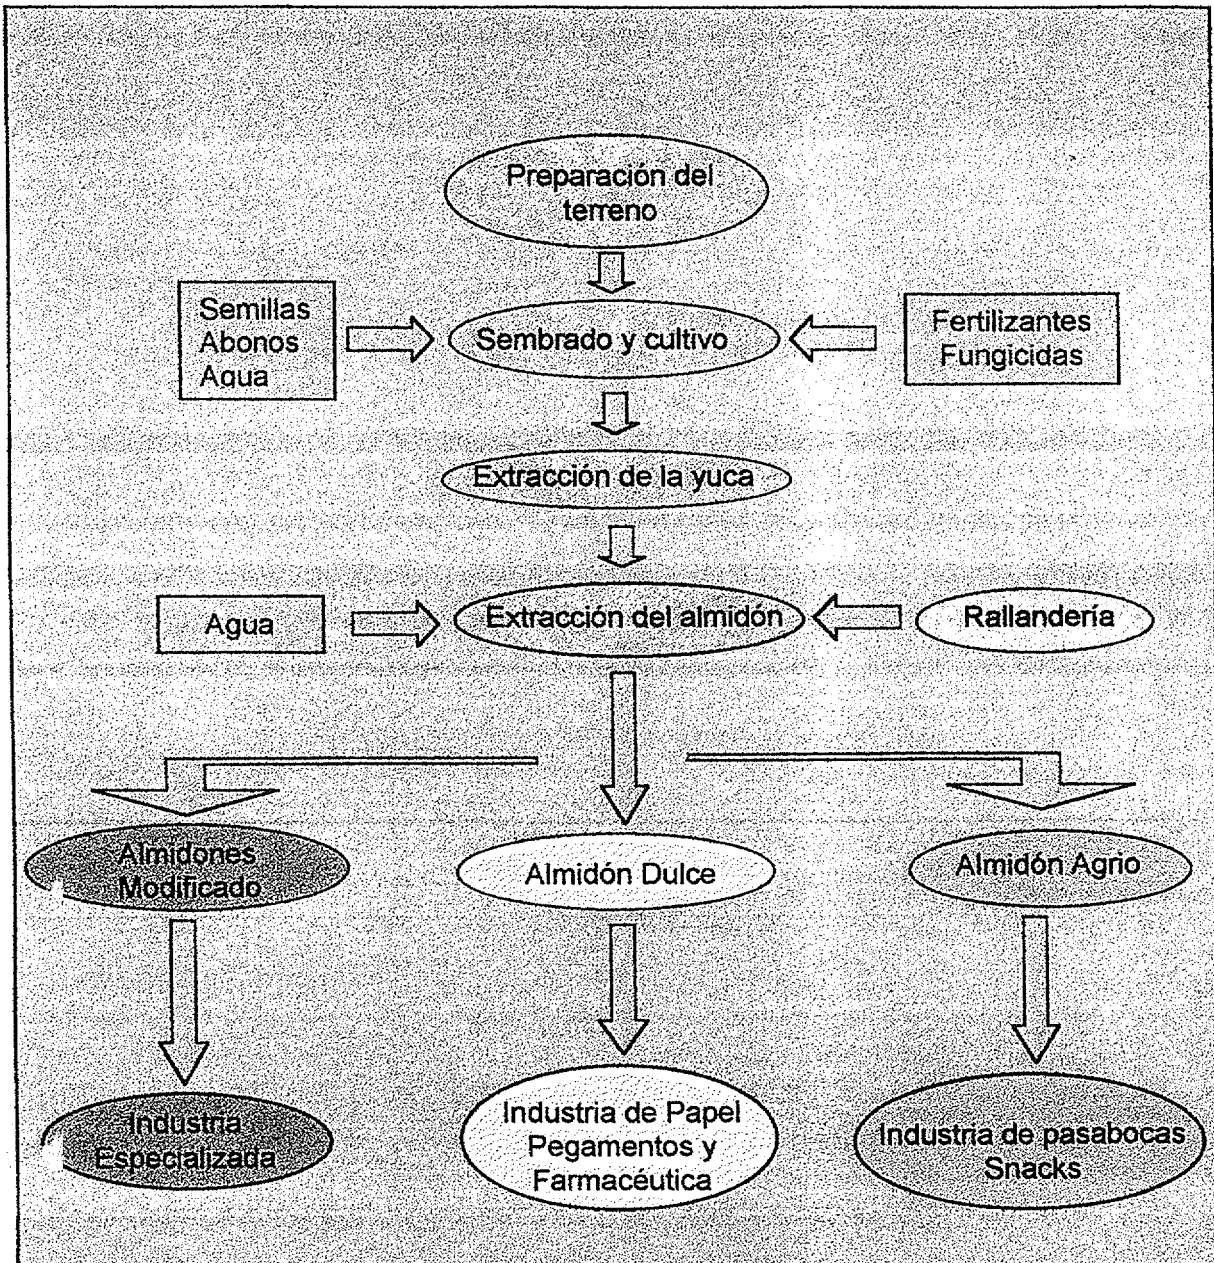 Preparación del
terreno
Semillas
Abonos
Agua
Sembrado y cultivo
Fertilizantes
Fungicidas
Extracción de la yuca
Agua
Extracción del almidón
Rallandería
Almidones
Modificado
Almidón Dulce
Almidón Agrio
Industria
Especializada
Industria de Papel
Pegamentos y
Farmacéutica
Industria de pasabocas
Snacks